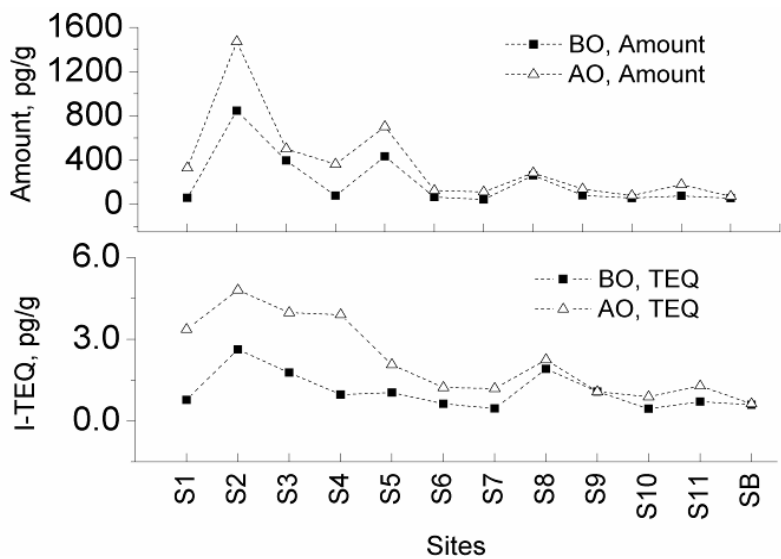 Amount, pg/g
1600
1200
800
400
0
BO, Amount
AO, Amount
I-TEQ, pg/g
6.0
3.0
0.0
BO, TEQ
AO, TEQ
S1 S2 S3 S4 S5 S6 S7 S8 S9 S10 S11 SB
Sites